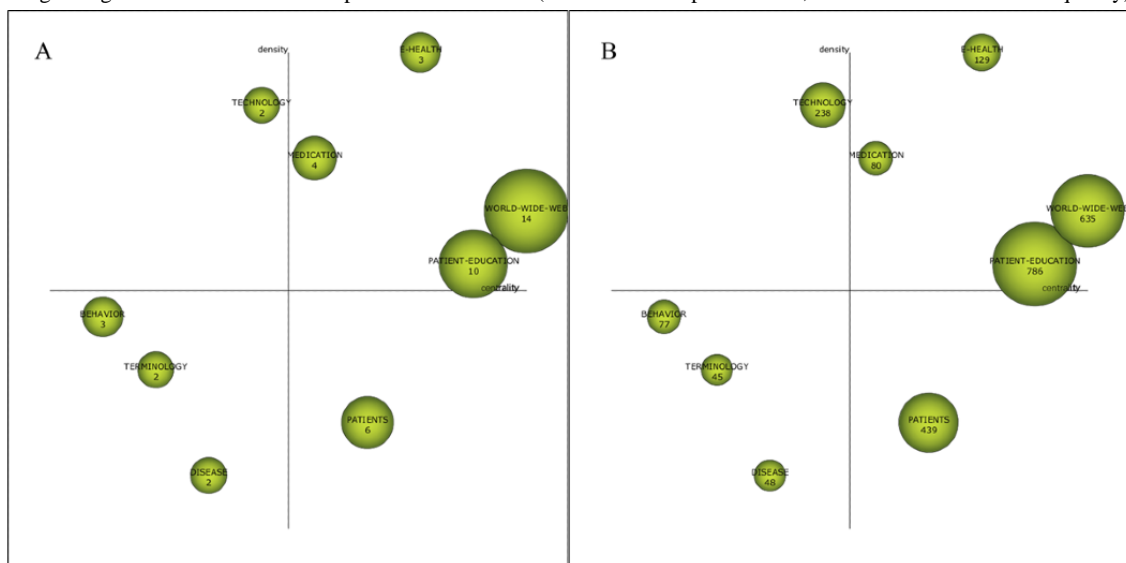 A
density
E-HEALTH
3
TECHNOLOGY
2
MEDICATION
4
WORLD-WIDE-WEB
14
PATIENT-EDUCATION
10
centrality
BEHAVIOR
3
TERMINOLOGY
2
PATIENTS
6
DISEASE
2
B
density
E-HEALTH
129
TECHNOLOGY
238
MEDICATION
80
WORLD-WIDE-WEB
635
PATIENT-EDUCATION
786
centrality
BEHAVIOR
77
TERMINOLOGY
45
PATIENTS
439
DISEASE
48